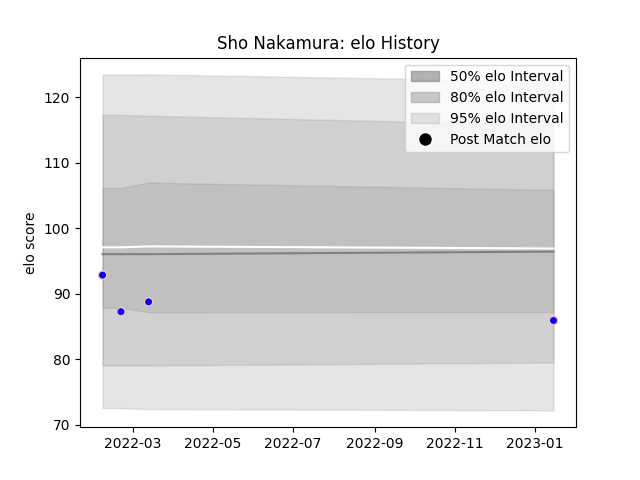 Sho Nakamura: elo History
50% elo Interval
80% elo Interval
95% elo Interval
Post Match elo
elo score
120
110
100
90
80
70
2022-03 2022-05 2022-07 2022-09 2022-11 2023-01